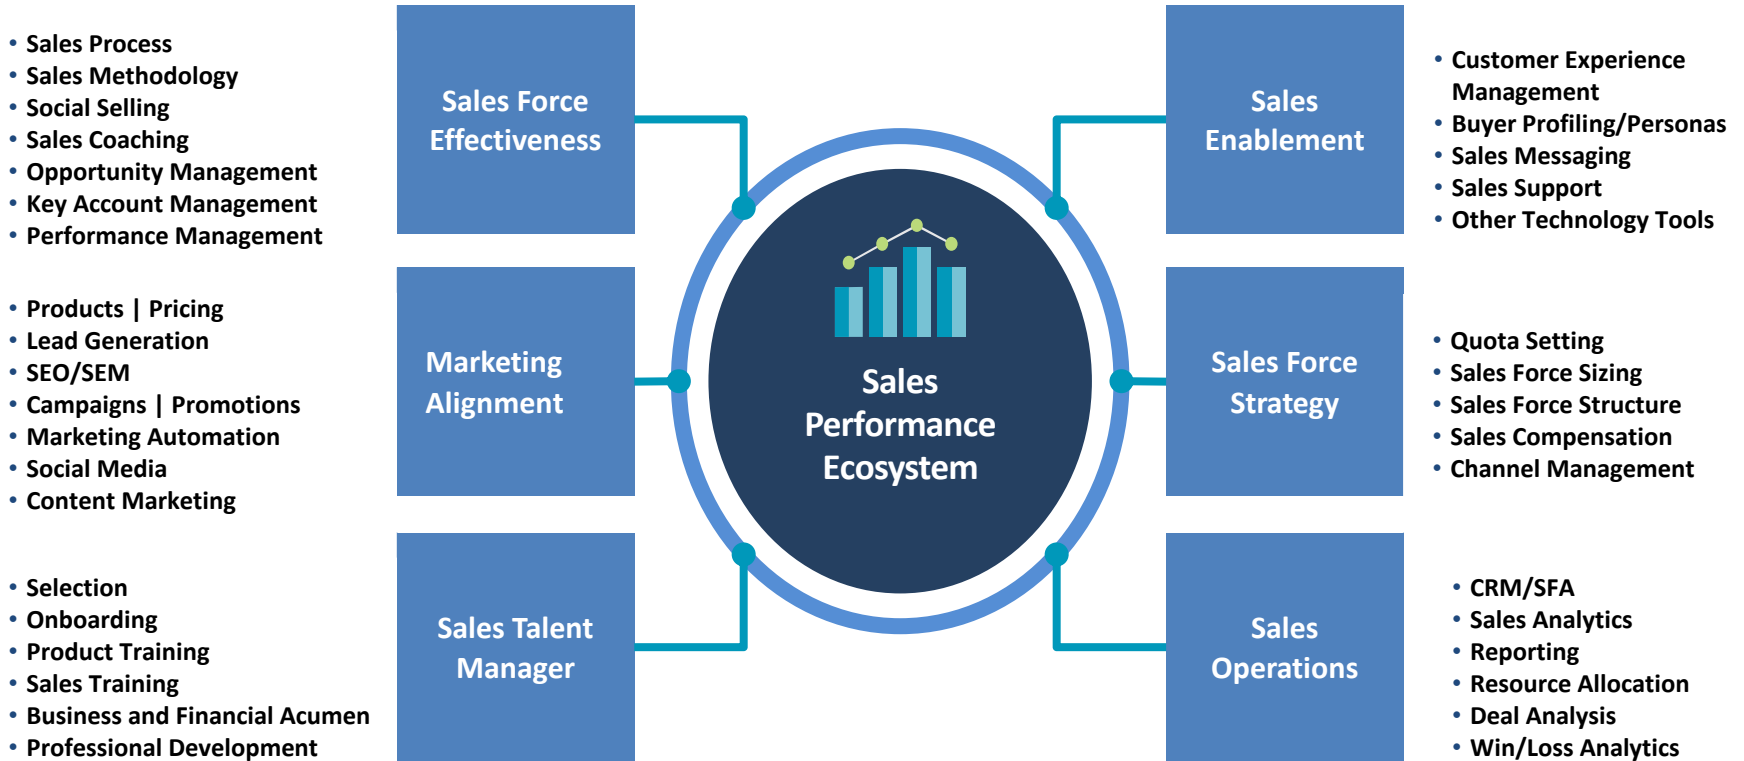 • Sales Process
• Sales Methodology
• Social Selling
• Sales Coaching
• Opportunity Management
• Key Account Management
• Performance Management
Sales Force
Effectiveness
• Products | Pricing
• Lead Generation
• SEO/SEM
• Campaigns | Promotions
• Marketing Automation
• Social Media
• Content Marketing
Marketing
Alignment
• Selection
• Onboarding
• Product Training
• Sales Training
• Business and Financial Acumen
• Professional Development
Sales Talent
Manager
Sales
Performance
Ecosystem
Sales
Enablement
• Customer Experience
Management
• Buyer Profiling/Personas
• Sales Messaging
• Sales Support
• Other Technology Tools
Sales Force
Strategy
• Quota Setting
• Sales Force Sizing
• Sales Force Structure
• Sales Compensation
• Channel Management
Sales
Operations
• CRM/SFA
• Sales Analytics
• Reporting
• Resource Allocation
• Deal Analysis
• Win/Loss Analytics